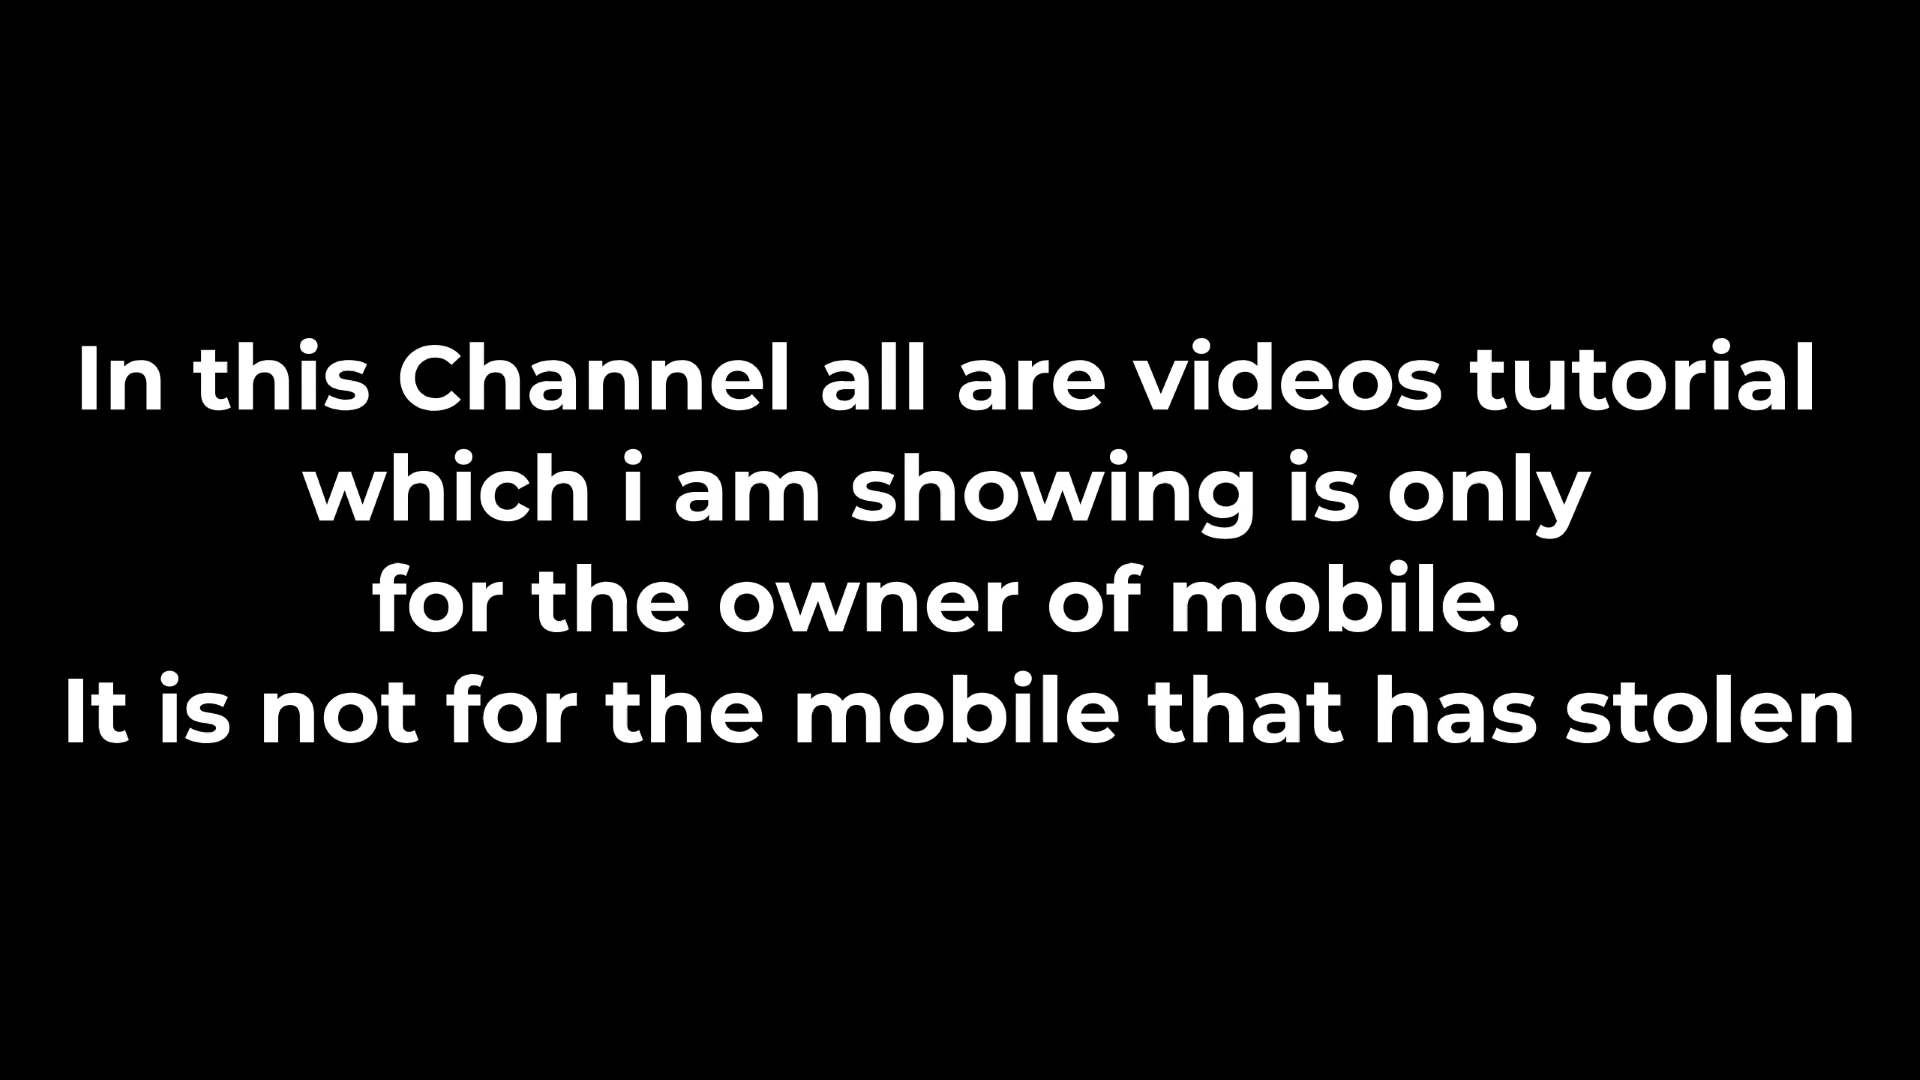 In this Channel all are videos tutorial
which i am showing is only
for the owner of mobile.
It is not for the mobile that has stolen